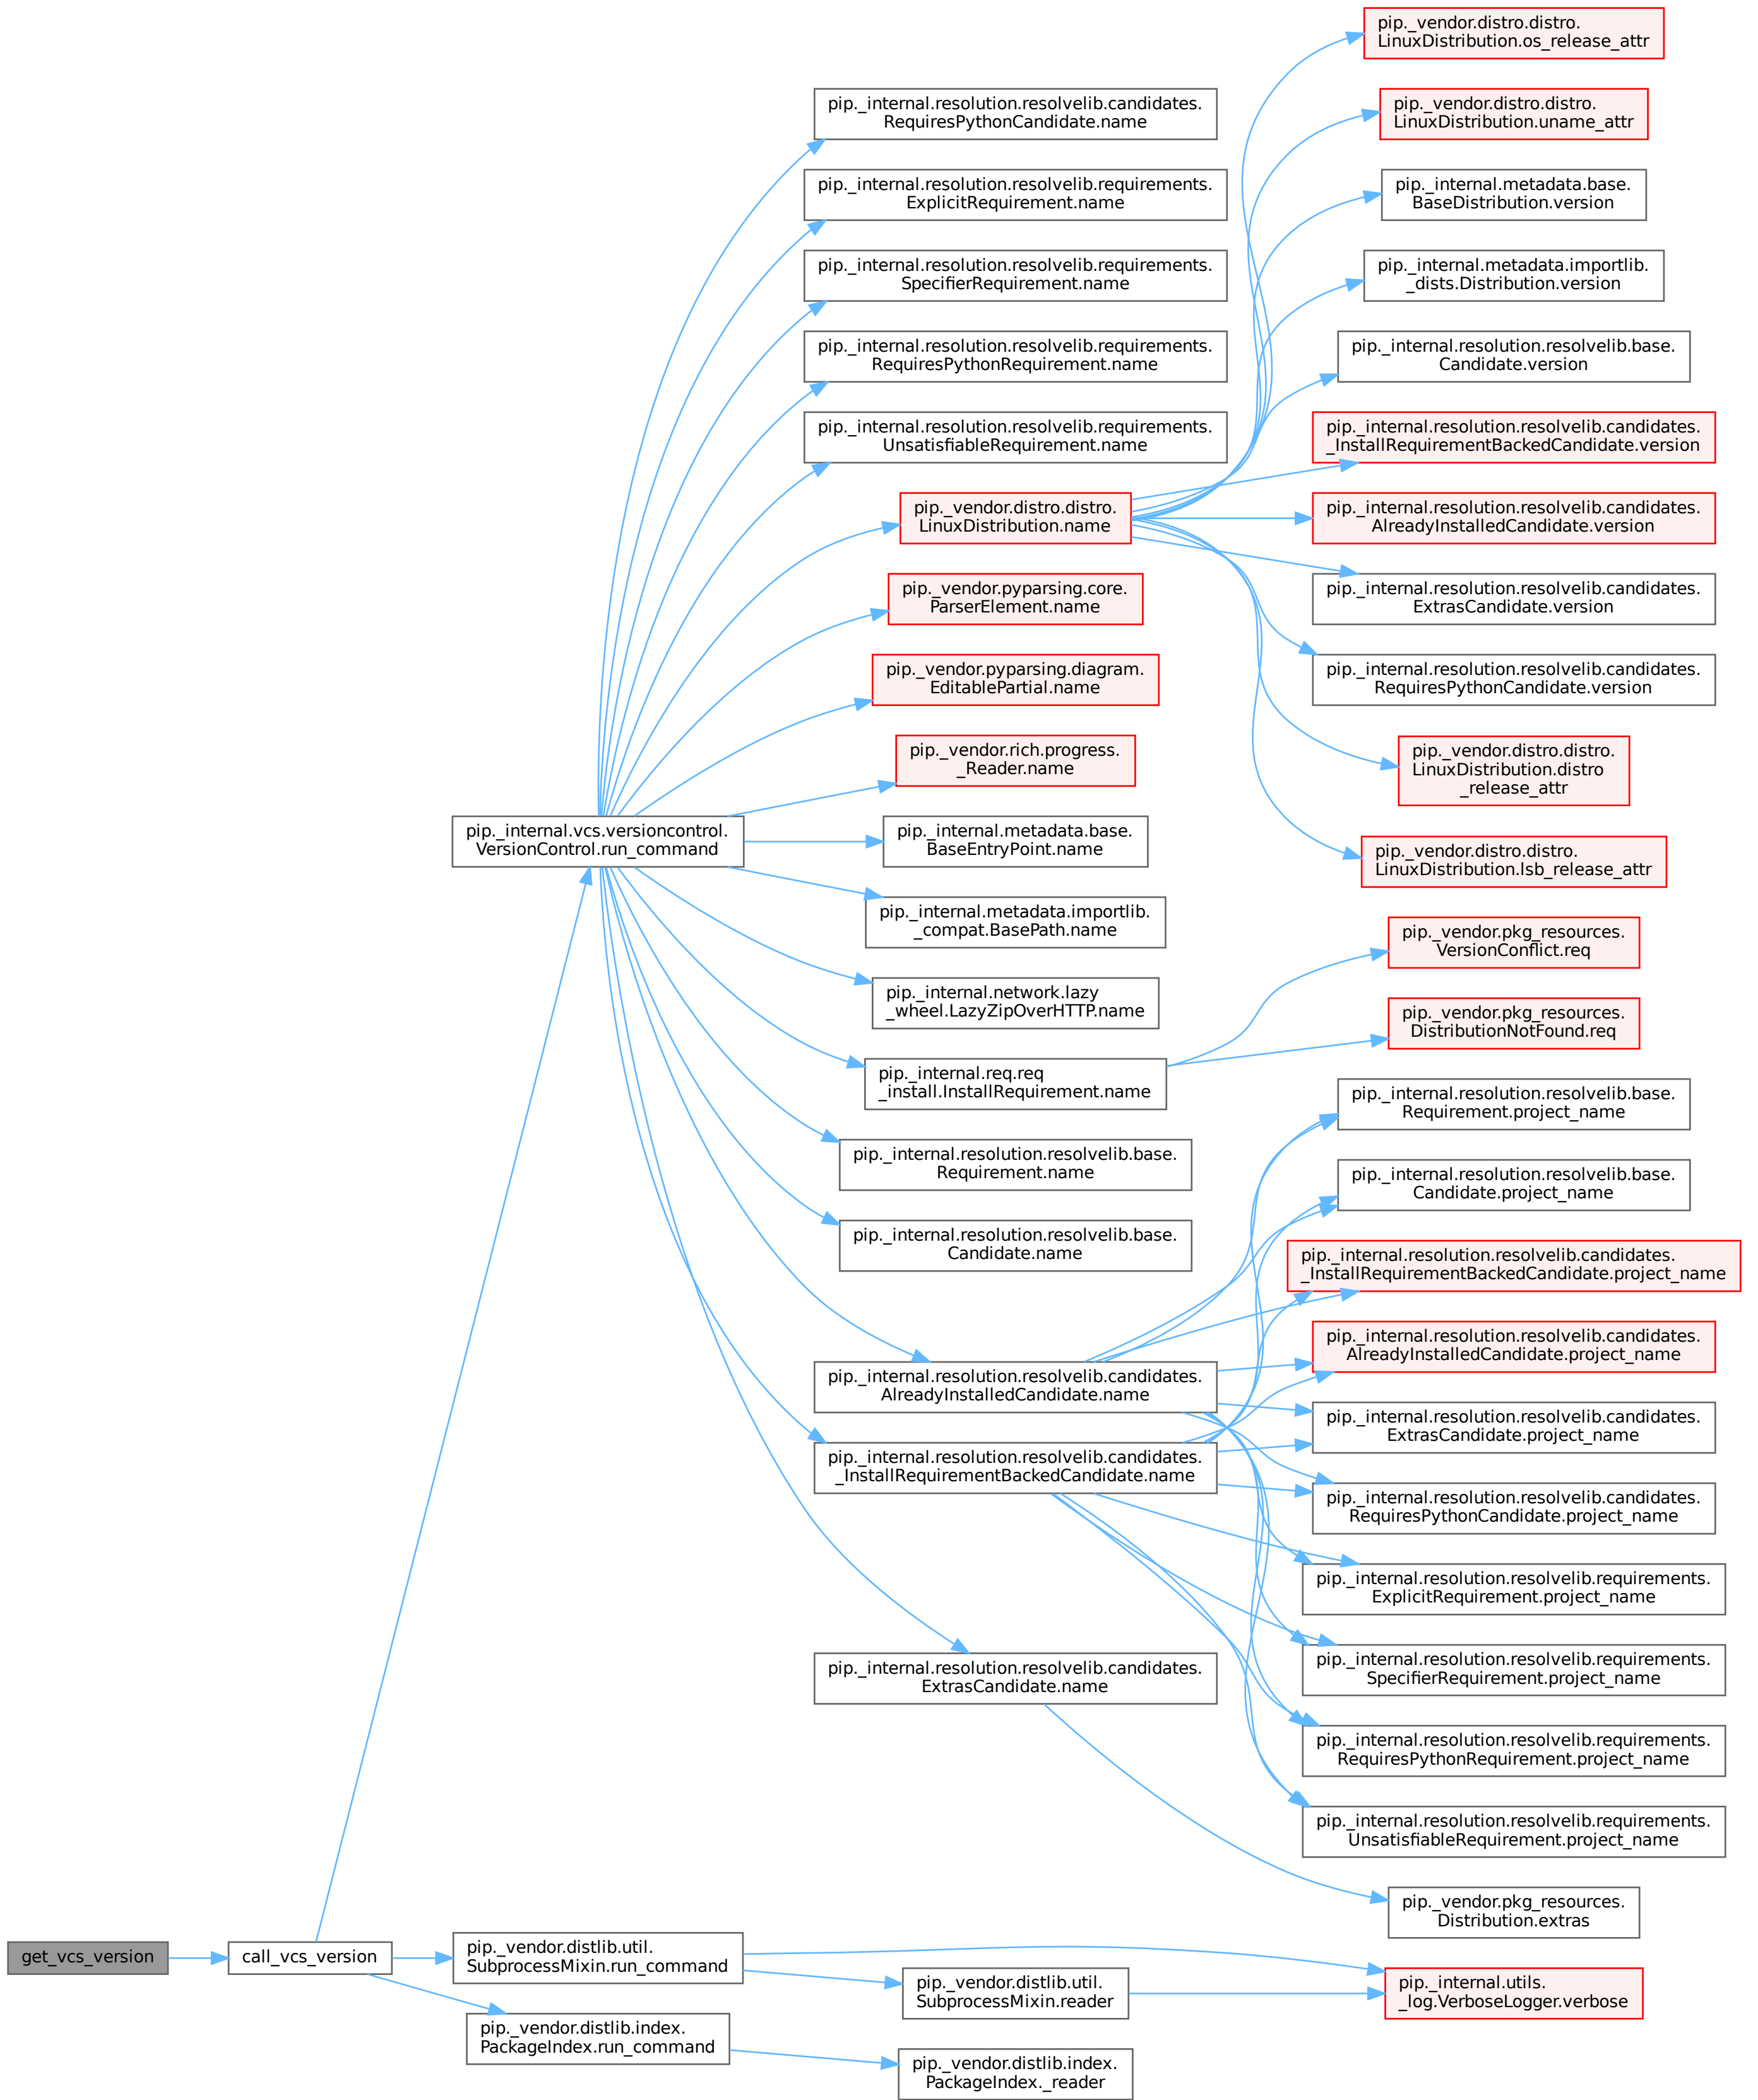 get_vcs_version
call_vcs_version
pip._internal.vcs.versioncontrol.
VersionControl.run_command
pip._vendor.distlib.util.
SubprocessMixin.run_command
pip._vendor.distlib.index.
PackageIndex.run_command
pip._internal.resolution.resolvelib.candidates.
RequiresPythonCandidate.name
pip._internal.resolution.resolvelib.requirements.
ExplicitRequirement.name
pip._internal.resolution.resolvelib.requirements.
SpecifierRequirement.name
pip._internal.resolution.resolvelib.requirements.
RequiresPythonRequirement.name
pip._internal.resolution.resolvelib.requirements.
UnsatisfiableRequirement.name
pip._vendor.distro.distro.
LinuxDistribution.name
pip._vendor.pyparsing.core.
ParserElement.name
pip._vendor.pyparsing.diagram.
EditablePartial.name
pip._vendor.rich.progress.
_Reader.name
pip._internal.metadata.base.
BaseEntryPoint.name
pip._internal.metadata.importlib.
_compat.BasePath.name
pip._internal.network.lazy
_wheel.LazyZipOverHTTP.name
pip._internal.req.req
_install.InstallRequirement.name
pip._internal.resolution.resolvelib.base.
Requirement.name
pip._internal.resolution.resolvelib.base.
Candidate.name
pip._internal.resolution.resolvelib.candidates.
AlreadyInstalledCandidate.name
pip._internal.resolution.resolvelib.candidates.
_InstallRequirementBackedCandidate.name
pip._internal.resolution.resolvelib.candidates.
ExtrasCandidate.name
pip._vendor.distlib.util.
SubprocessMixin.reader
pip._vendor.distlib.index.
PackageIndex._reader
pip._vendor.distro.distro.
LinuxDistribution.os_release_attr
pip._vendor.distro.distro.
LinuxDistribution.uname_attr
pip._internal.metadata.base.
BaseDistribution.version
pip._internal.metadata.importlib.
_dists.Distribution.version
pip._internal.resolution.resolvelib.base.
Candidate.version
pip._internal.resolution.resolvelib.candidates.
_InstallRequirementBackedCandidate.version
pip._internal.resolution.resolvelib.candidates.
AlreadyInstalledCandidate.version
pip._internal.resolution.resolvelib.candidates.
ExtrasCandidate.version
pip._internal.resolution.resolvelib.candidates.
RequiresPythonCandidate.version
pip._vendor.distro.distro.
LinuxDistribution.distro
_release_attr
pip._vendor.distro.distro.
LinuxDistribution.lsb_release_attr
pip._vendor.pkg_resources.
VersionConflict.req
pip._vendor.pkg_resources.
DistributionNotFound.req
pip._internal.resolution.resolvelib.base.
Requirement.project_name
pip._internal.resolution.resolvelib.base.
Candidate.project_name
pip._internal.resolution.resolvelib.candidates.
_InstallRequirementBackedCandidate.project_name
pip._internal.resolution.resolvelib.candidates.
AlreadyInstalledCandidate.project_name
pip._internal.resolution.resolvelib.candidates.
ExtrasCandidate.project_name
pip._internal.resolution.resolvelib.candidates.
RequiresPythonCandidate.project_name
pip._internal.resolution.resolvelib.requirements.
ExplicitRequirement.project_name
pip._internal.resolution.resolvelib.requirements.
SpecifierRequirement.project_name
pip._internal.resolution.resolvelib.requirements.
RequiresPythonRequirement.project_name
pip._internal.resolution.resolvelib.requirements.
UnsatisfiableRequirement.project_name
pip._vendor.pkg_resources.
Distribution.extras
pip._internal.utils.
_log.VerboseLogger.verbose